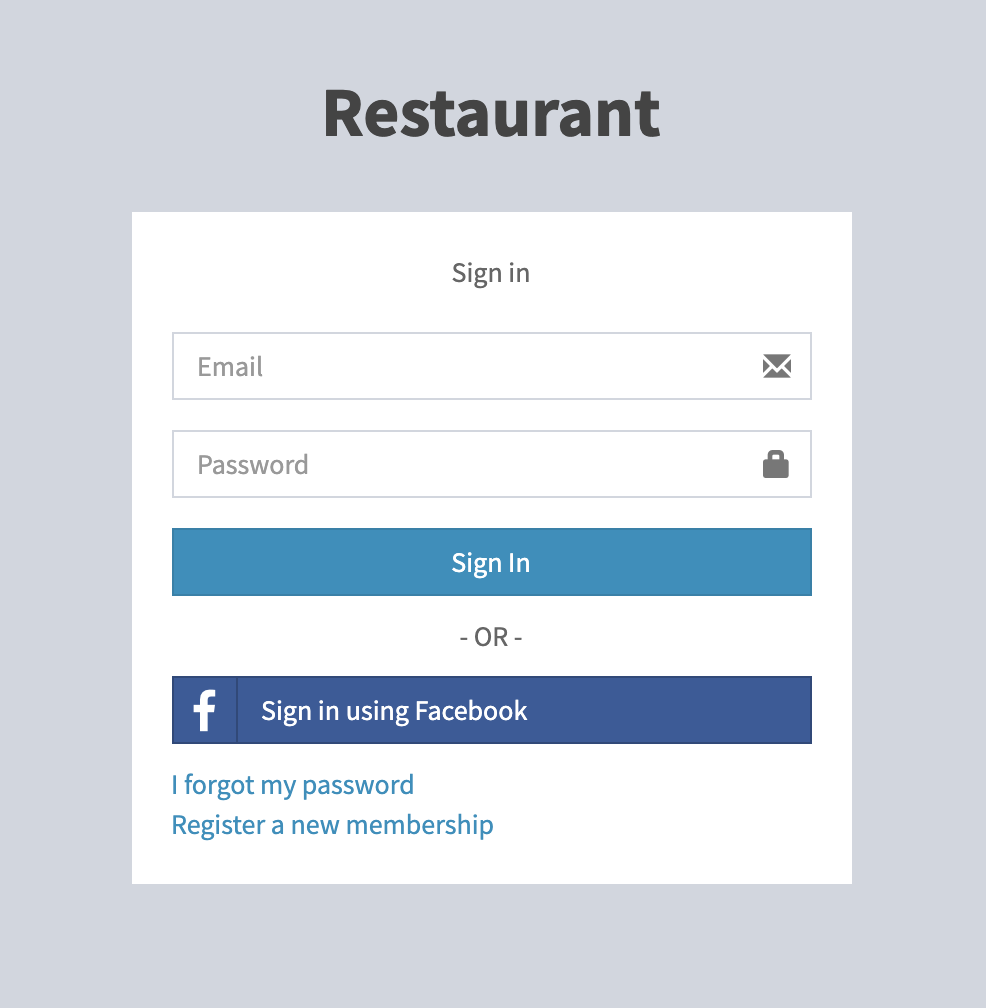 Restaurant
Sign in
Email
Password
Sign In
- OR -
Sign in using Facebook
I forgot my password
Register a new membership